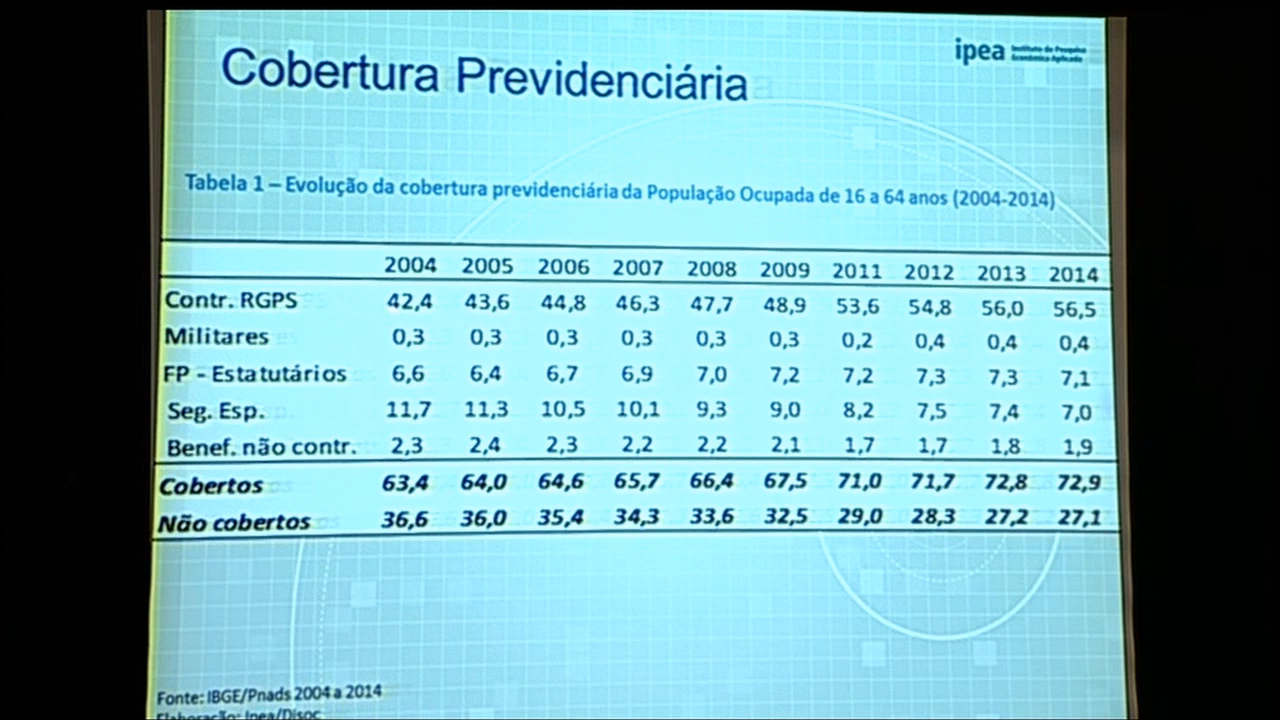 Cobertura Previdenciária
ipea Instituto de Pesquisa
Econômica Aplicada
Tabela 1 – Evolução da cobertura previdenciária da População Ocupada de 16 a 64 anos (2004-2014)
2004 2005 2006 2007 2008 2009 2011 2012 2013 2014
Contr. RGPS 42,4 43,6 44,8 46,3 47,7 48,9 53,6 54,8 56,0 56,5
Militares 0,3 0,3 0,3 0,3 0,3 0,3 0,2 0,4 0,4 0,4
FP - Estatutários 6,6 6,4 6,7 6,9 7,0 7,2 7,2 7,3 7,3 7,1
Seg. Esp. 11,7 11,3 10,5 10,1 9,3 9,0 8,2 7,5 7,4 7,0
Benef. não contr. 2,3 2,4 2,3 2,2 2,2 2,1 1,7 1,7 1,8 1,9
Cobertos 63,4 64,0 64,6 65,7 66,4 67,5 71,0 71,7 72,8 72,9
Não cobertos 36,6 36,0 35,4 34,3 33,6 32,5 29,0 28,3 27,2 27,1
Fonte: IBGE/Pnads 2004 a 2014
Elaboração: Ipea/Disoc